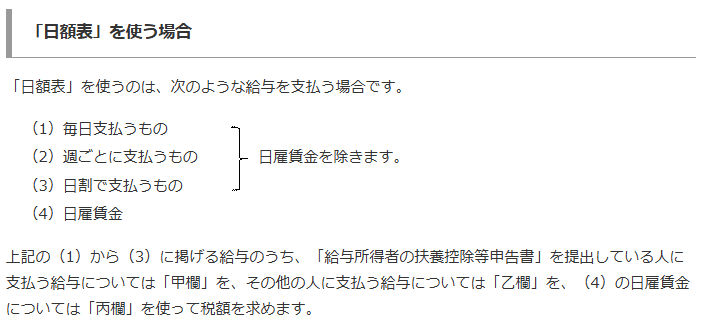 「日額表」を使う場合
「日額表」を使うのは、次のような給与を支払う場合です。
（1）毎日支払うもの
（2）週ごとに支払うもの 日雇賃金を除きます。
（3）日割で支払うもの
（4）日雇賃金
上記の（1）から（3）に掲げる給与のうち、「給与所得者の扶養控除等申告書」を提出している人に
支払う給与については「甲欄」を、その他の人に支払う給与については「乙欄」を、（4）の日雇賃金
については「丙欄」を使って税額を求めます。